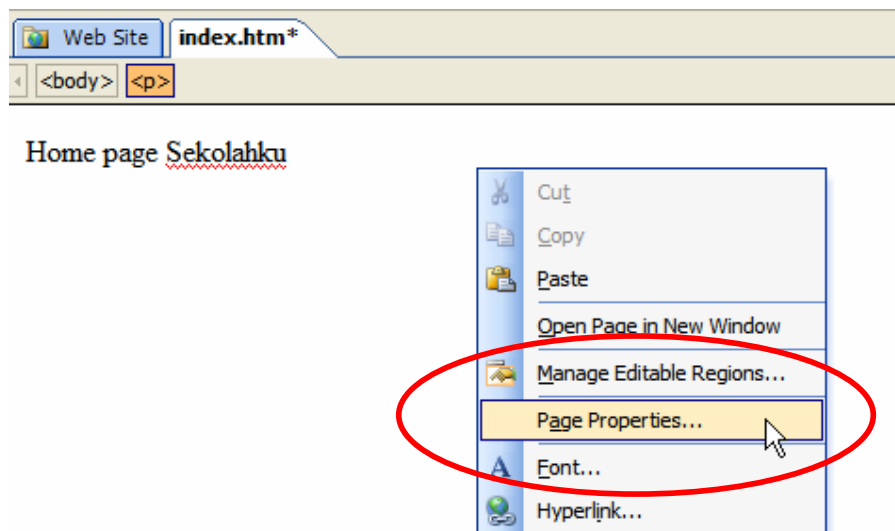 Web Site index.htm*
<body> <p>
Home page Sekolahku
Cut
Copy
Paste
Open Page in New Window
Manage Editable Regions...
Page Properties...
Font...
Hyperlink...